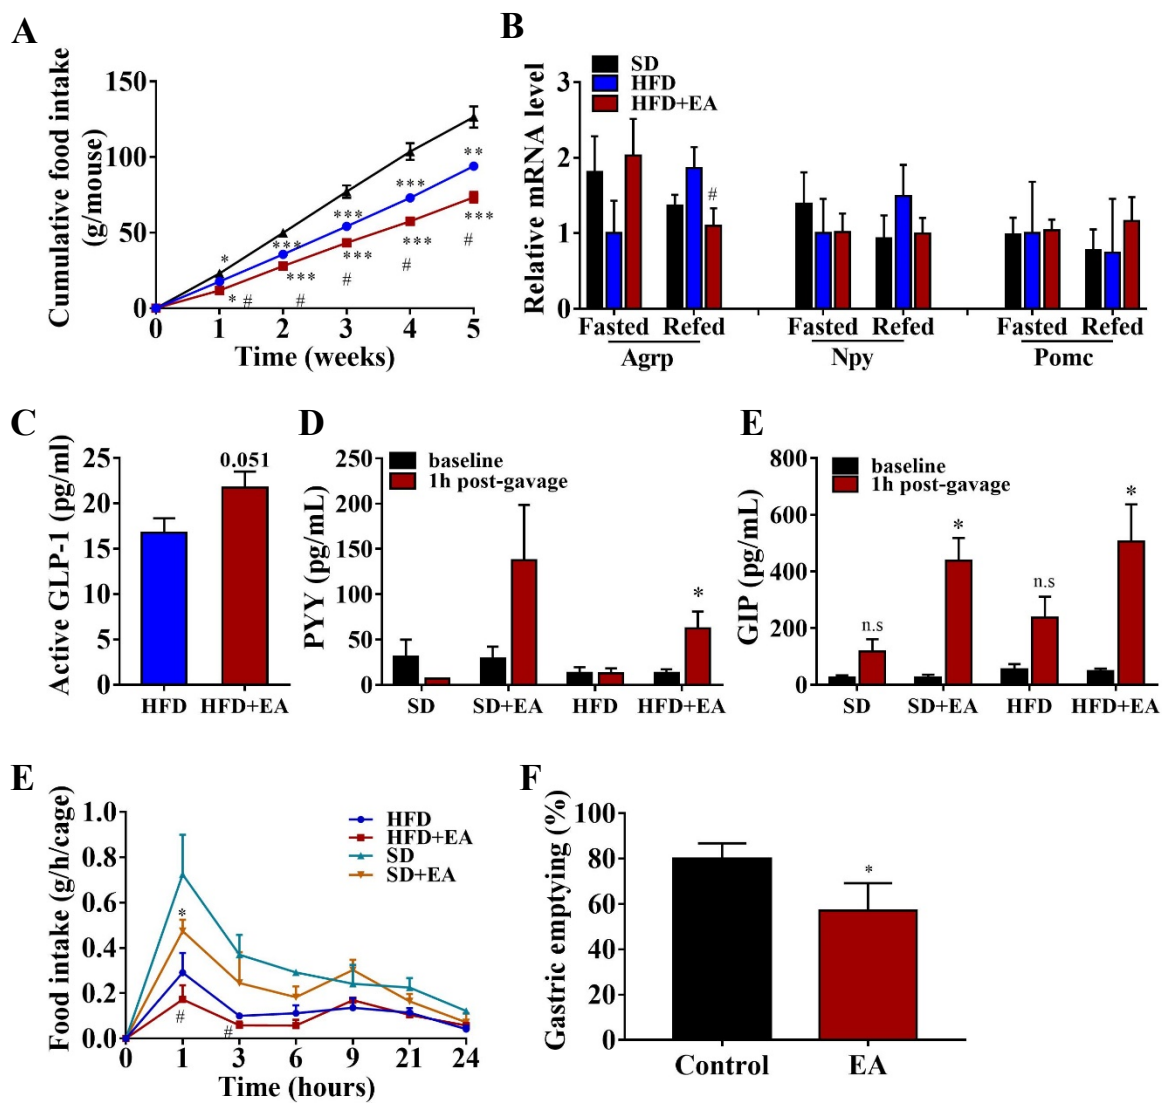 A
Cumulative food intake
(g/mouse)
150
100
50
0
* *** *** *** **
* # *** # *** # *** # *** #
0 1 2 3 4 5
Time (weeks)
B
SD
HFD
HFD+EA
Relative mRNA level
3
2
1
0
#
Fasted Refed Fasted Refed Fasted Refed
Agrp Npy Pomc
C
Active GLP-1 (pg/ml)
25
20
15
10
5
0
0.051
HFD HFD+EA
D
baseline
1h post-gavage
PYY (pg/mL)
250
200
150
100
50
0
*
SD SD+EA HFD HFD+EA
E
baseline
1h post-gavage
GIP (pg/mL)
800
600
400
200
0
n.s * n.s *
SD SD+EA HFD HFD+EA
E
Food intake (g/h/cage)
1.0
0.8
0.6
0.4
0.2
0.0
HFD
HFD+EA
SD
SD+EA
*
# #
0 1 3 6 9 21 24
Time (hours)
F
Gastric emptying (%)
100
80
60
40
20
0
*
Control EA